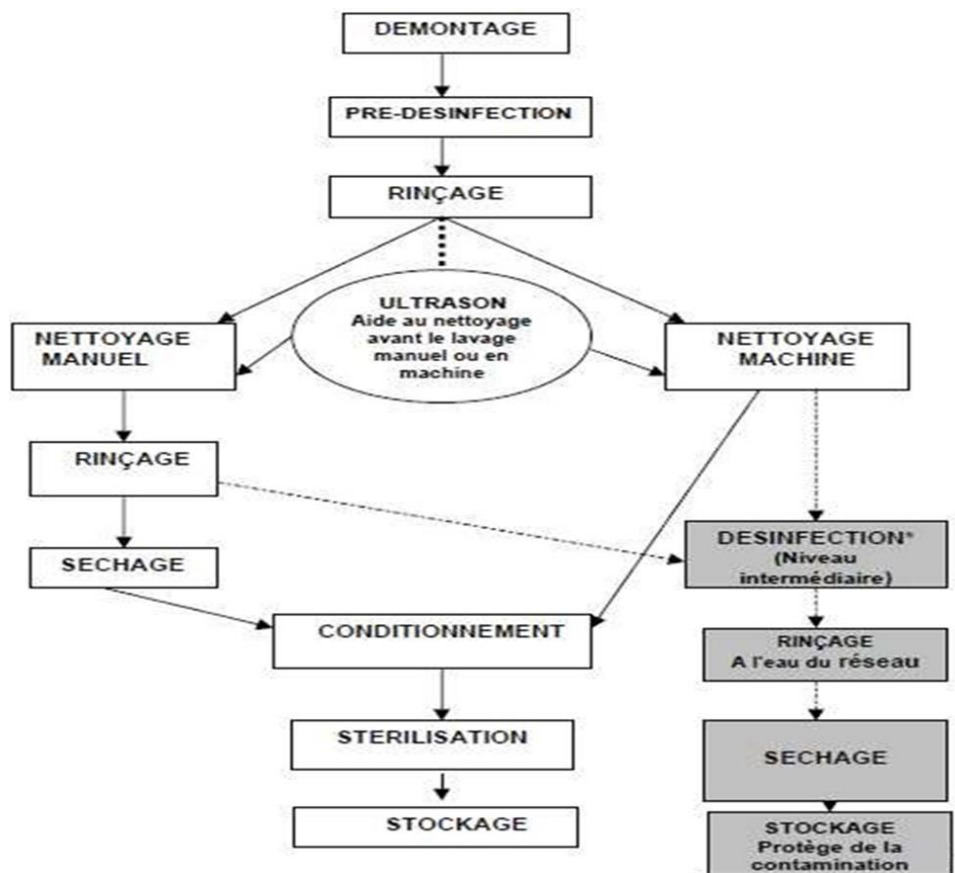 DEMONTAGE
PRE-DESINFECTION
RINÇAGE
ULTRASON
Aide au nettoyage
avant le lavage
manuel ou en
machine
NETTOYAGE
MANUEL
NETTOYAGE
MACHINE
RINÇAGE
SECHAGE
DESINFECTION*
(Niveau
intermédiaire)
CONDITIONNEMENT
RINÇAGE
A l'eau du réseau
STERILISATION
SECHAGE
STOCKAGE
STOCKAGE
Protège de la
contamination